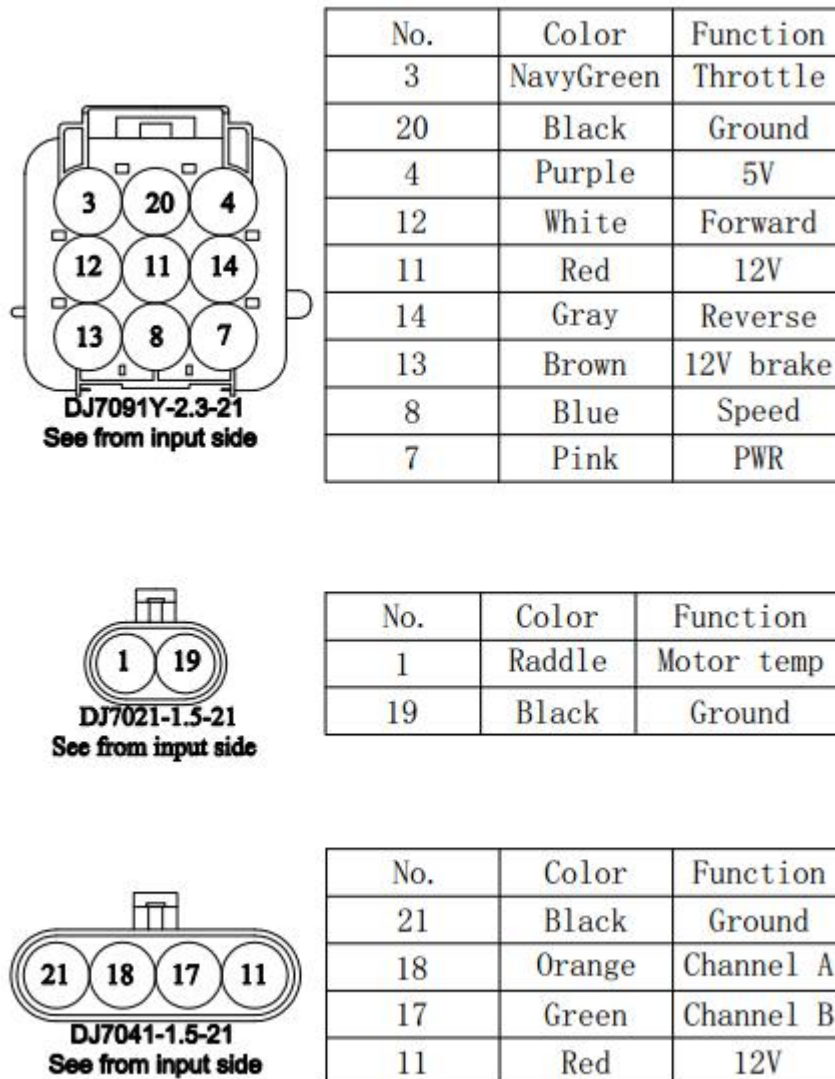 No. Color Function
3 NavyGreen Throttle
20 Black Ground
4 Purple 5V
12 White Forward
11 Red 12V
14 Gray Reverse
13 Brown 12V brake
8 Blue Speed
7 Pink PWR
3 20 4
12 11 14
13 8 7
DJ7091Y-2.3-21
See from input side
No. Color Function
1 Raddle Motor temp
19 Black Ground
1 19
DJ7021-1.5-21
See from input side
No. Color Function
21 Black Ground
18 Orange Channel A
17 Green Channel B
11 Red 12V
21 18 17 11
DJ7041-1.5-21
See from input side